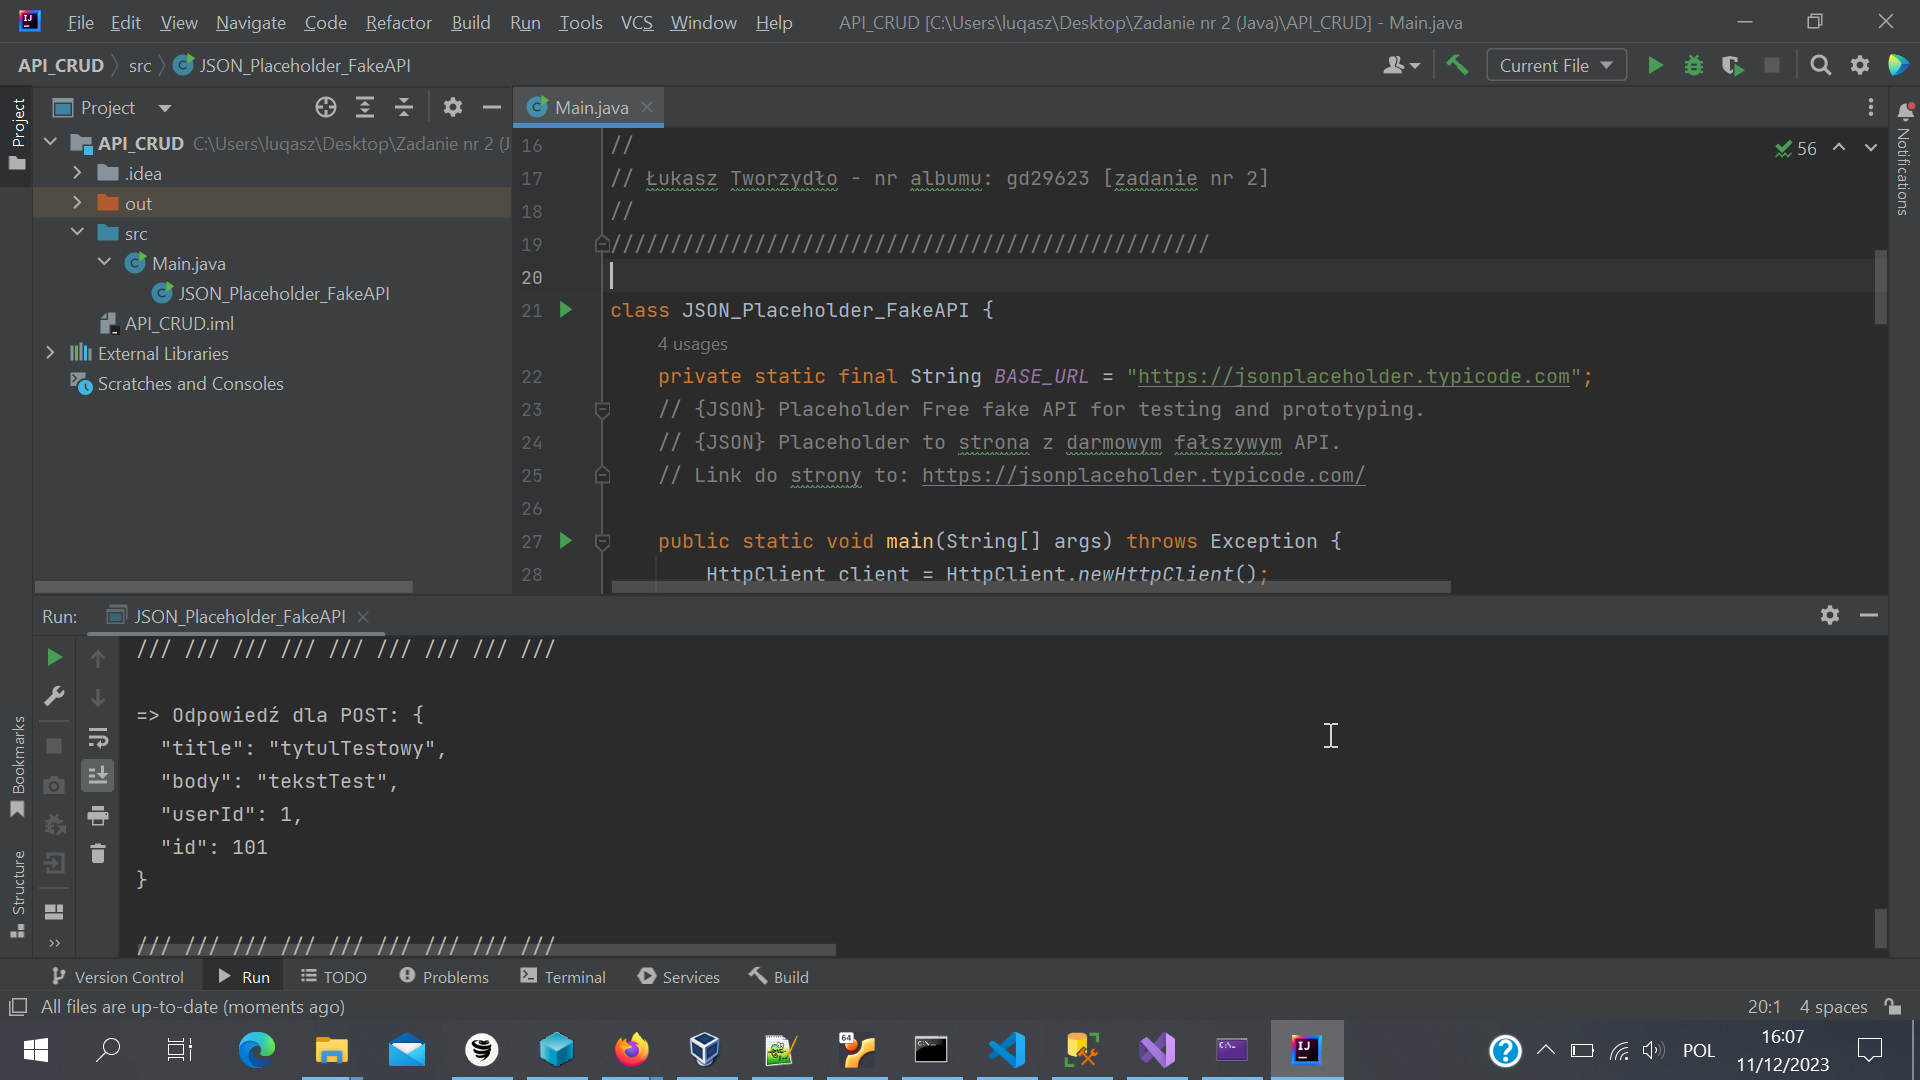 File Edit View Navigate Code Refactor Build Run Tools VCS Window Help API_CRUD [C:\Users\luqasz\Desktop\Zadanie nr 2 (Java)\API_CRUD] - Main.java
API_CRUD src JSON_Placeholder_FakeAPI Current File
Project
Project
Main.java
Notifications
API_CRUD C:\Users\luqasz\Desktop\Zadanie nr 2 (J
.idea
out
src
Main.java
JSON_Placeholder_FakeAPI
API_CRUD.iml
External Libraries
Scratches and Consoles
56
16 //
17 // Łukasz Tworzydło - nr albumu: gd29623 [zadanie nr 2]
18 //
19 //////////////////////////////////////////////////
20
21 class JSON_Placeholder_FakeAPI {
4 usages
22 private static final String BASE_URL = "https://jsonplaceholder.typicode.com";
23 // {JSON} Placeholder Free fake API for testing and prototyping.
24 // {JSON} Placeholder to strona z darmowym fałszywym API.
25 // Link do strony to: https://jsonplaceholder.typicode.com/
26
27 public static void main(String[] args) throws Exception {
28 HttpClient client = HttpClient.newHttpClient();
Run: JSON_Placeholder_FakeAPI
/// /// /// /// /// /// /// /// ///
=> Odpowiedź dla POST: {
"title": "tytulTestowy",
"body": "tekstTest",
"userId": 1,
"id": 101
}
/// /// /// /// /// /// /// /// ///
Bookmarks
Structure
Version Control Run TODO Problems Terminal Services Build
All files are up-to-date (moments ago) 20:1 4 spaces
64
POL
16:07
11/12/2023